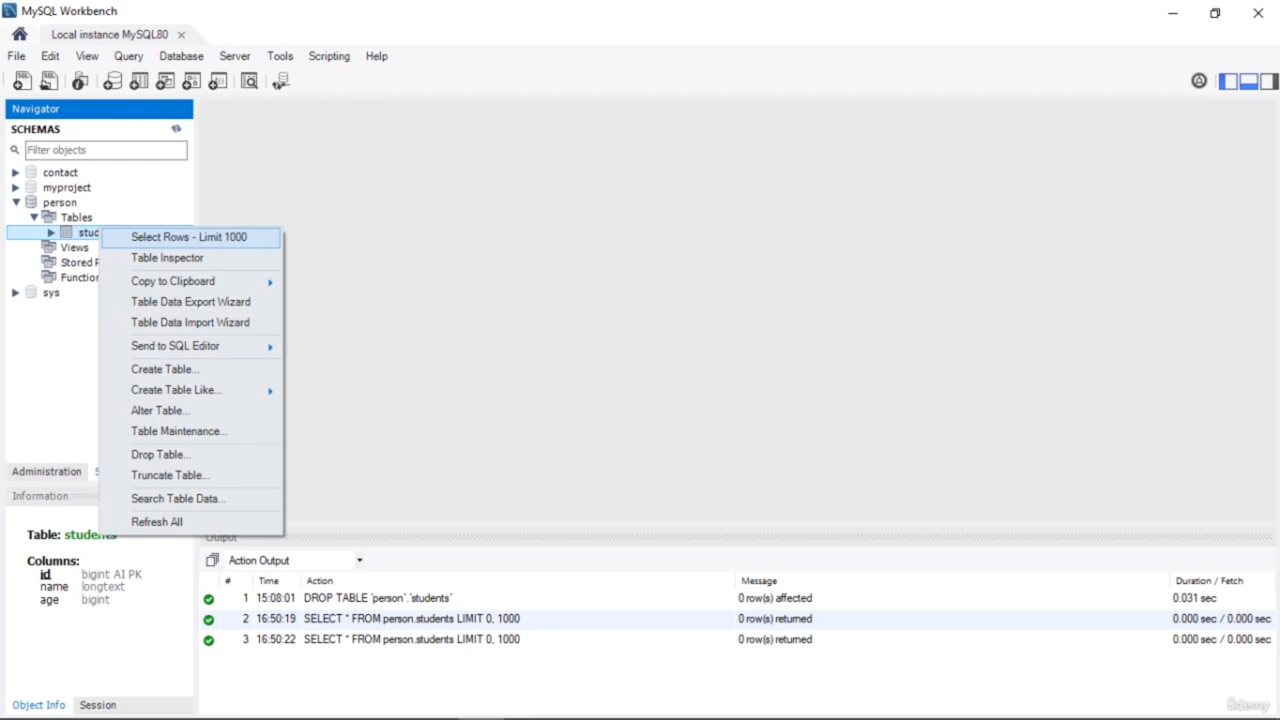 MySQL Workbench
Local instance MySQL80
File Edit View Query Database Server Tools Scripting Help
Navigator
SCHEMAS
Filter objects
contact
myproject
person
Tables
stud
Views
Stored P
Function
sys
Select Rows - Limit 1000
Table Inspector
Copy to Clipboard
Table Data Export Wizard
Table Data Import Wizard
Send to SQL Editor
Create Table...
Create Table Like...
Alter Table...
Table Maintenance...
Drop Table...
Truncate Table...
Search Table Data...
Refresh All
Administration S
Information
Table: students
Columns:
id bigint AI PK
name longtext
age bigint
Object Info Session
Output
Action Output
# Time Action Message Duration / Fetch
1 15:08:01 DROP TABLE `person`.`students` 0 row(s) affected 0.031 sec
2 16:50:19 SELECT * FROM person.students LIMIT 0, 1000 0 row(s) returned 0.000 sec / 0.000 sec
3 16:50:22 SELECT * FROM person.students LIMIT 0, 1000 0 row(s) returned 0.000 sec / 0.000 sec
ûdemy